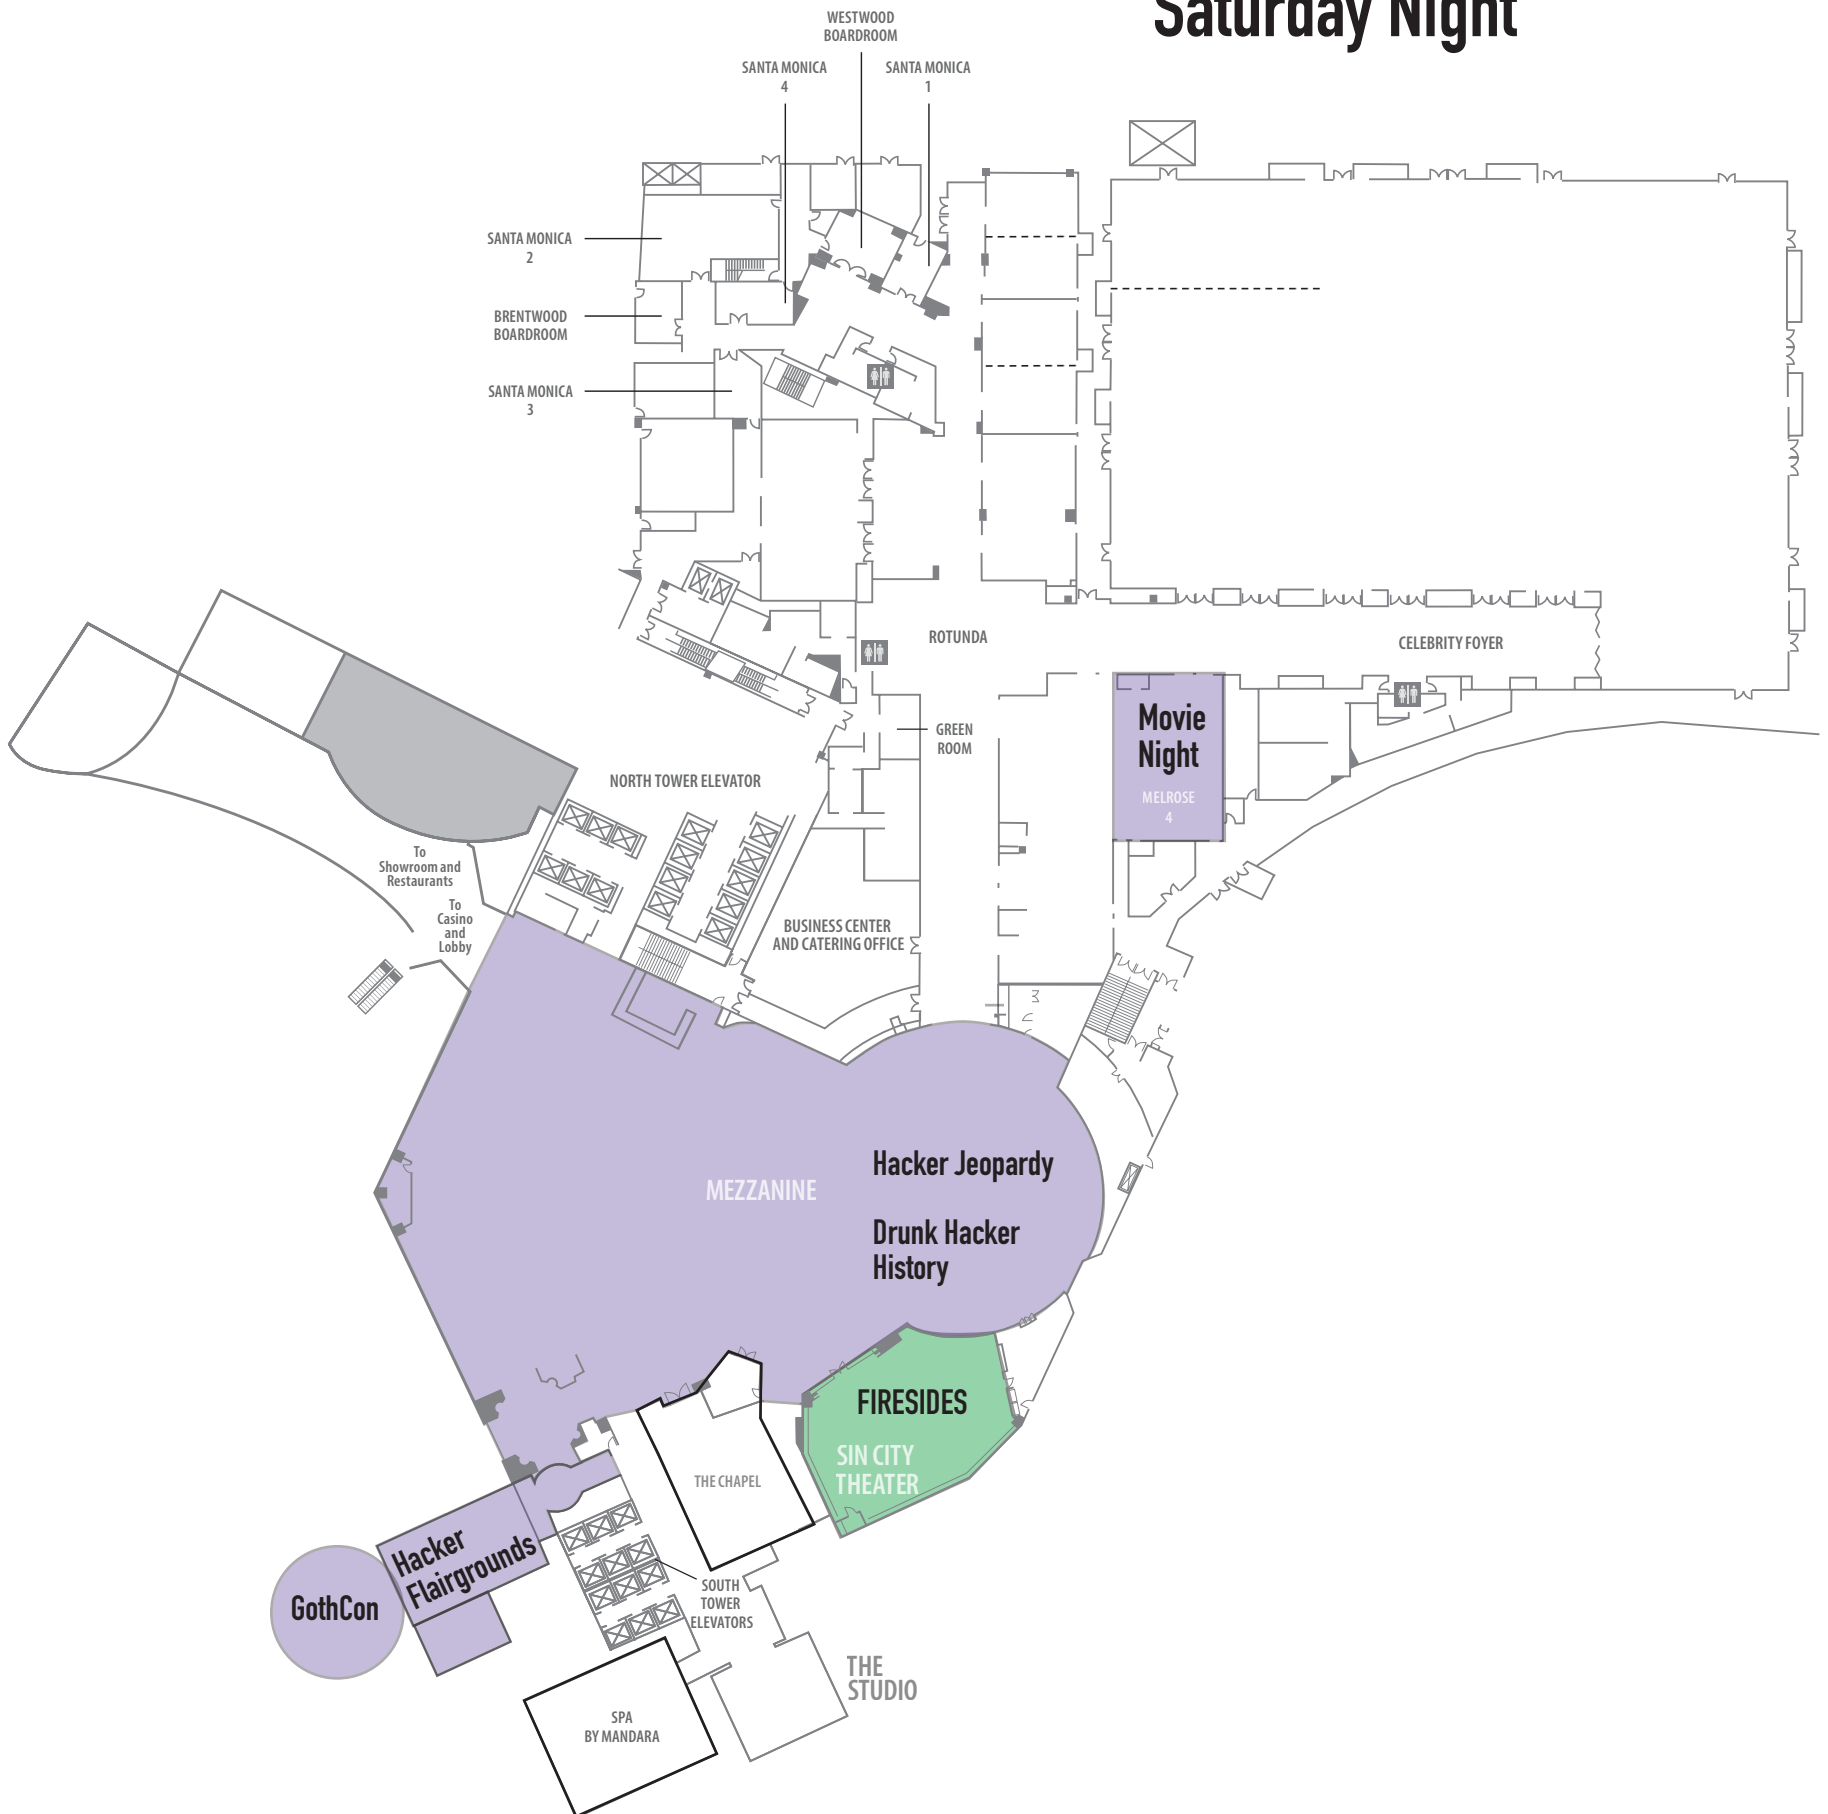 Saturday Night
WESTWOOD
BOARDROOM
SANTA MONICA
4
SANTA MONICA
1
SANTA MONICA
2
BRENTWOOD
BOARDROOM
SANTA MONICA
3
ROTUNDA
CELEBRITY FOYER
GREEN
ROOM
Movie
Night
MELROSE
4
NORTH TOWER ELEVATOR
To
Showroom and
Restaurants
To
Casino
and
Lobby
BUSINESS CENTER
AND CATERING OFFICE
MEZZANINE
Hacker Jeopardy
Drunk Hacker
History
FIRESIDES
SIN CITY
THEATER
THE CHAPEL
Hacker
Flairgrounds
GothCon
SOUTH
TOWER
ELEVATORS
THE
STUDIO
SPA
BY MANDARA